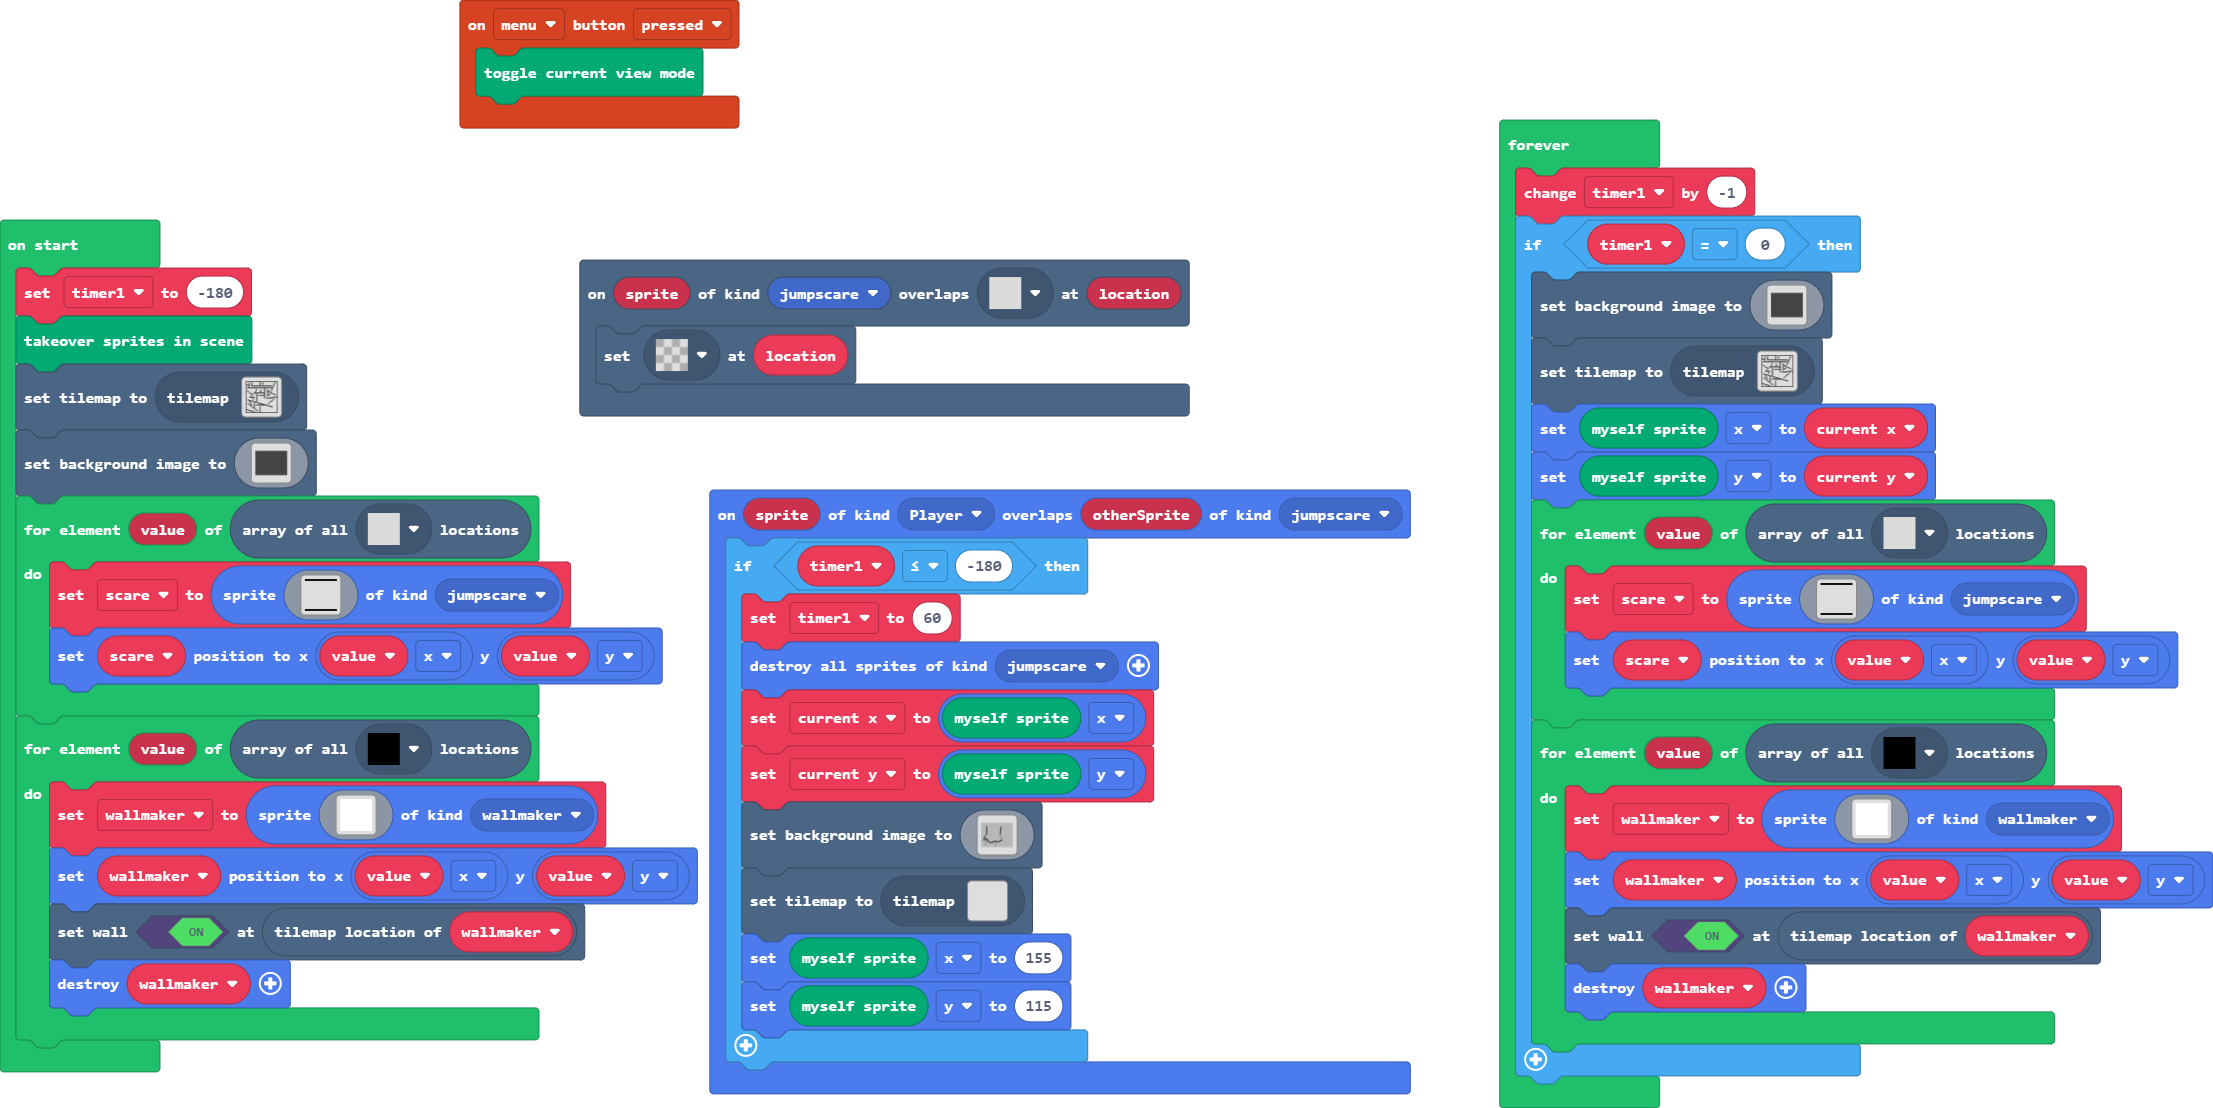 on menu button pressed
toggle current view mode
on start
set timer1 to -180
takeover sprites in scene
set tilemap to tilemap
set background image to
for element value of array of all locations
do
set scare to sprite of kind jumpscare
set scare position to x value x y value y
for element value of array of all locations
do
set wallmaker to sprite of kind wallmaker
set wallmaker position to x value x y value y
set wall ON at tilemap location of wallmaker
destroy wallmaker
on sprite of kind jumpscare overlaps at location
set at location
on sprite of kind Player overlaps otherSprite of kind jumpscare
if timer1 ≤ -180 then
set timer1 to 60
destroy all sprites of kind jumpscare
set current x to myself sprite x
set current y to myself sprite y
set background image to
set tilemap to tilemap
set myself sprite x to 155
set myself sprite y to 115
forever
change timer1 by -1
if timer1 = 0 then
set background image to
set tilemap to tilemap
set myself sprite x to current x
set myself sprite y to current y
for element value of array of all locations
do
set scare to sprite of kind jumpscare
set scare position to x value x y value y
for element value of array of all locations
do
set wallmaker to sprite of kind wallmaker
set wallmaker position to x value x y value y
set wall ON at tilemap location of wallmaker
destroy wallmaker